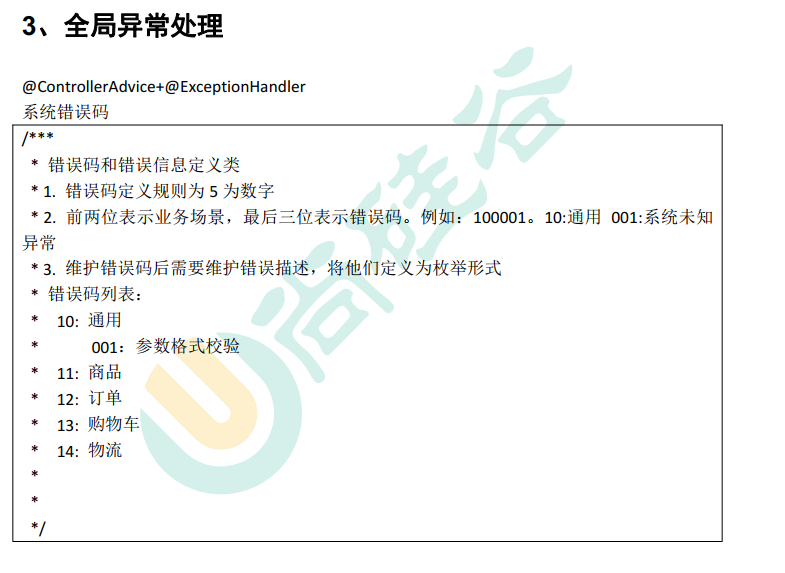 3、全局异常处理
@ControllerAdvice+@ExceptionHandler
系统错误码
/***
* 错误码和错误信息定义类
* 1. 错误码定义规则为 5 为数字
* 2. 前两位表示业务场景，最后三位表示错误码。例如：100001。10:通用 001:系统未知
异常
* 3. 维护错误码后需要维护错误描述，将他们定义为枚举形式
* 错误码列表：
* 10: 通用
* 001：参数格式校验
* 11: 商品
* 12: 订单
* 13: 购物车
* 14: 物流
*
*
*/
尚硅谷